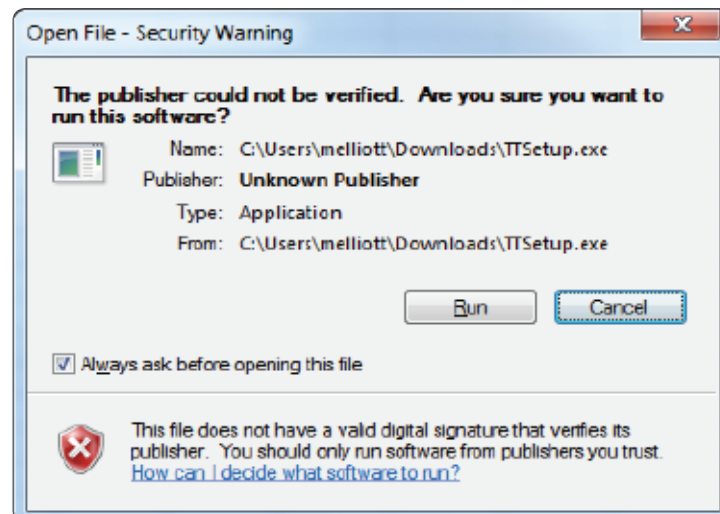 Open File - Security Warning
The publisher could not be verified. Are you sure you want to
run this software?
Name: C:\Users\melliott\Downloads\TTSetup.exe
Publisher: Unknown Publisher
Type: Application
From: C:\Users\melliott\Downloads\TTSetup.exe
Run Cancel
Always ask before opening this file
This file does not have a valid digital signature that verifies its
publisher. You should only run software from publishers you trust.
How can I decide what software to run?